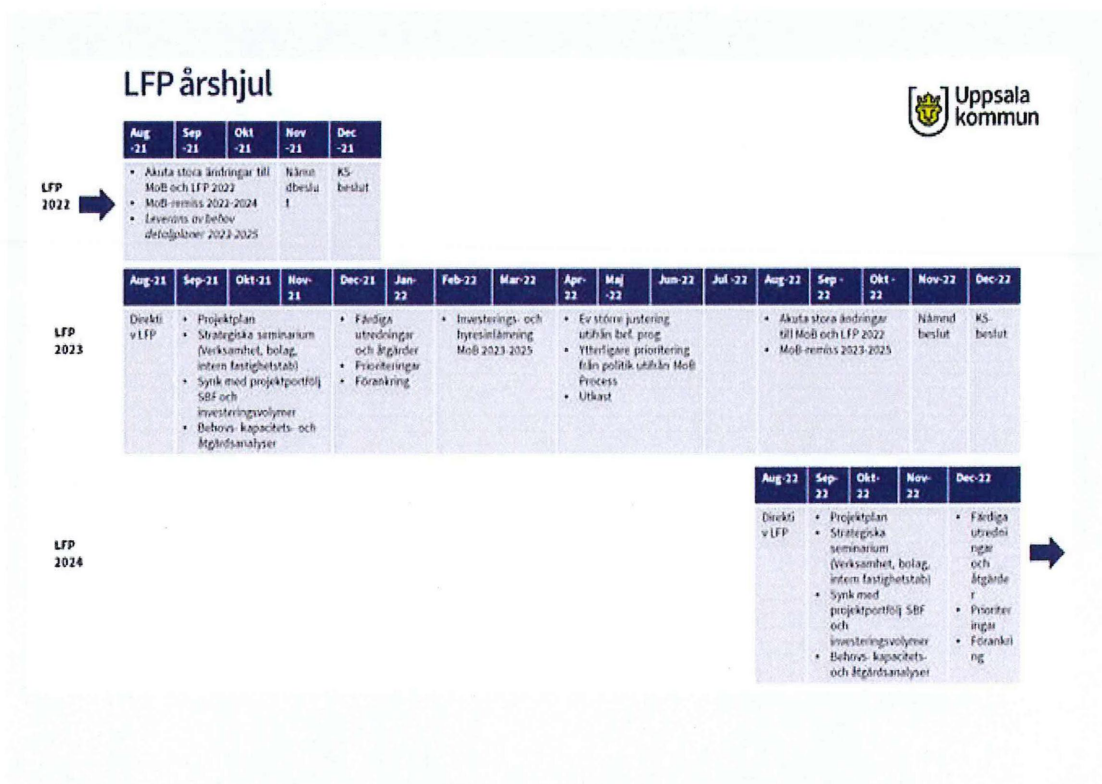 LFP årshjul
Uppsala
kommun
Aug
-21
Sep
-21
Okt
-21
Nov
-21
Dec
-21
LFP
2022
• Akuta stora ändringar till
MoB och LFP 2022
• MoB-remiss 2022-2024
• Leverans av behov
detaljplaner 2023-2025
Nämn
dbeslu
t
KS-
beslut
Aug-21
Sep-21
Okt-21
Nov-
21
Dec-21
Jan-
22
Feb-22
Mar-22
Apr-
22
Maj
-22
Jun-22
Jul -22
Aug-22
Sep -
22
Okt -
22
Nov-22
Dec-22
LFP
2023
Direkti
v LFP
• Projektplan
• Strategiska seminarium
(Verksamhet, bolag,
intern fastighetstab)
• Synk med projektportfölj
SBF och
investeringsvolymer
• Behovs- kapacitets- och
åtgärdsanalyser
• Färdiga
utredningar
och åtgärder
• Prioriteringar
• Förankring
• Investerings- och
hyresinlämning
MoB 2023-2025
• Ev större justering
utifrån bef. prog
• Ytterligare prioritering
från politik utifrån MoB
Process
• Utkast
• Akuta stora ändringar
till MoB och LFP 2022
• MoB-remiss 2023-2025
Nämnd
beslut
KS-
beslut
Aug-22
Sep-
22
Okt-
22
Nov-
22
Dec-22
LFP
2024
Direkti
v LFP
• Projektplan
• Strategiska
seminarium
(Verksamhet, bolag,
intern fastighetstab)
• Synk med
projektportfölj SBF
och
investeringsvolymer
• Behovs- kapacitets-
och åtgärdsanalyser
• Färdiga
utredni
ngar
och
åtgärde
r
• Prioriter
ingar
• Förankri
ng